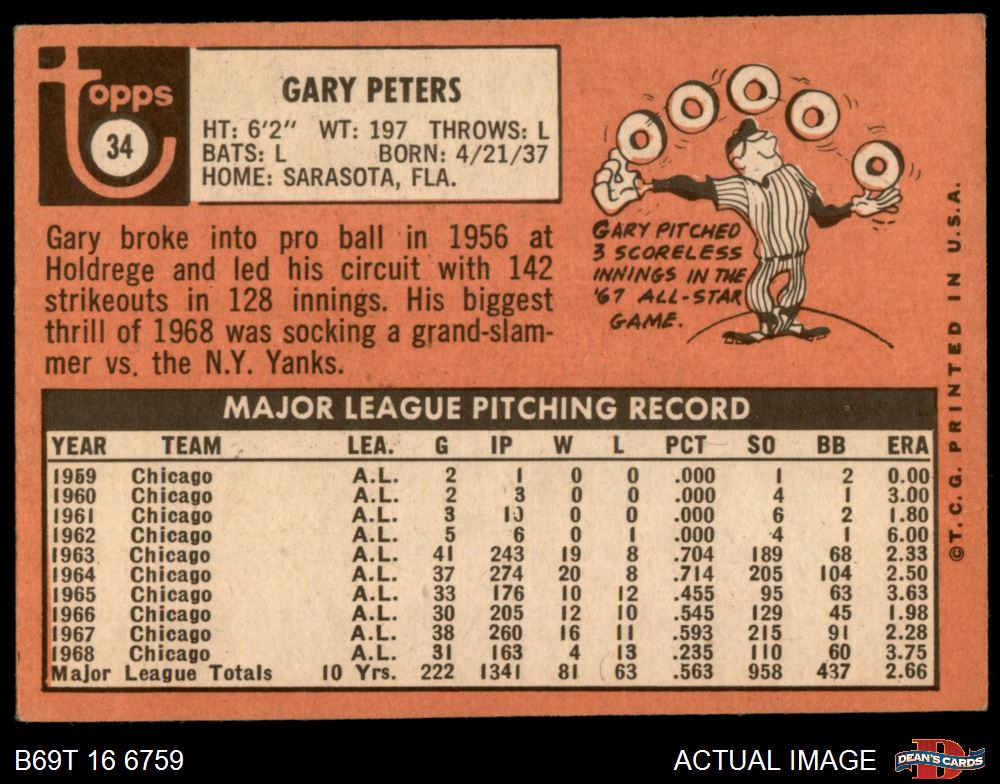 topps
34
GARY PETERS
HT: 6'2" WT: 197 THROWS: L
BATS: L BORN: 4/21/37
HOME: SARASOTA, FLA.
Gary broke into pro ball in 1956 at
Holdrege and led his circuit with 142
strikeouts in 128 innings. His biggest
thrill of 1968 was socking a grand-slam-
mer vs. the N.Y. Yanks.
GARY PITCHED
3 SCORELESS
INNINGS IN THE
'67 ALL-STAR
GAME.
MAJOR LEAGUE PITCHING RECORD
YEAR TEAM LEA. G IP W L PCT SO BB ERA
1959 Chicago A.L. 2 1 0 0 .000 1 2 0.00
1960 Chicago A.L. 2 3 0 0 .000 4 1 3.00
1961 Chicago A.L. 3 10 0 0 .000 6 2 1.80
1962 Chicago A.L. 5 6 0 1 .000 4 1 6.00
1963 Chicago A.L. 41 243 19 8 .704 189 68 2.33
1964 Chicago A.L. 37 274 20 8 .714 205 104 2.50
1965 Chicago A.L. 33 176 10 12 .455 95 63 3.63
1966 Chicago A.L. 30 205 12 10 .545 129 45 1.98
1967 Chicago A.L. 38 260 16 11 .593 215 91 2.28
1968 Chicago A.L. 31 163 4 13 .235 110 60 3.75
Major League Totals 10 Yrs. 222 1341 81 63 .563 958 437 2.66
©T. C. G. PRINTED IN U.S.A.
B69T 16 6759
ACTUAL IMAGE
D
DEAN'S CARDS